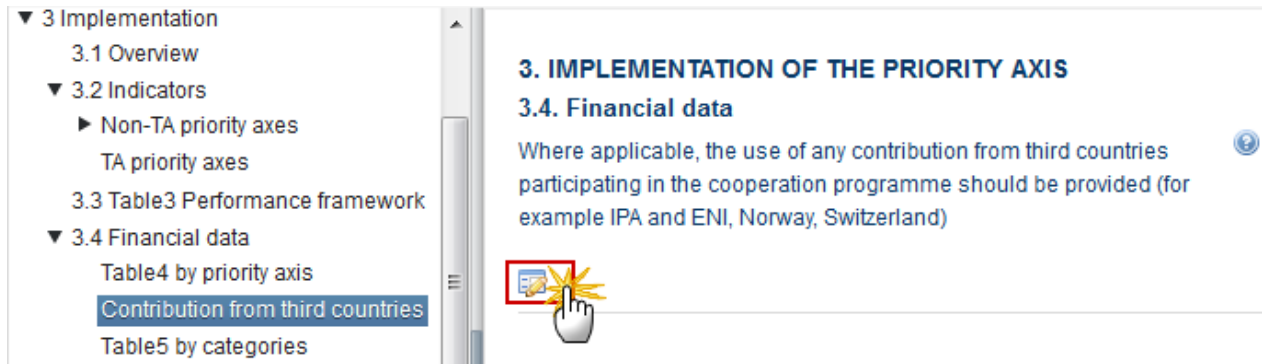 3 Implementation
3.1 Overview
3.2 Indicators
Non-TA priority axes
TA priority axes
3.3 Table3 Performance framework
3.4 Financial data
Table4 by priority axis
Contribution from third countries
Table5 by categories
3. IMPLEMENTATION OF THE PRIORITY AXIS
3.4. Financial data
Where applicable, the use of any contribution from third countries
participating in the cooperation programme should be provided (for
example IPA and ENI, Norway, Switzerland)